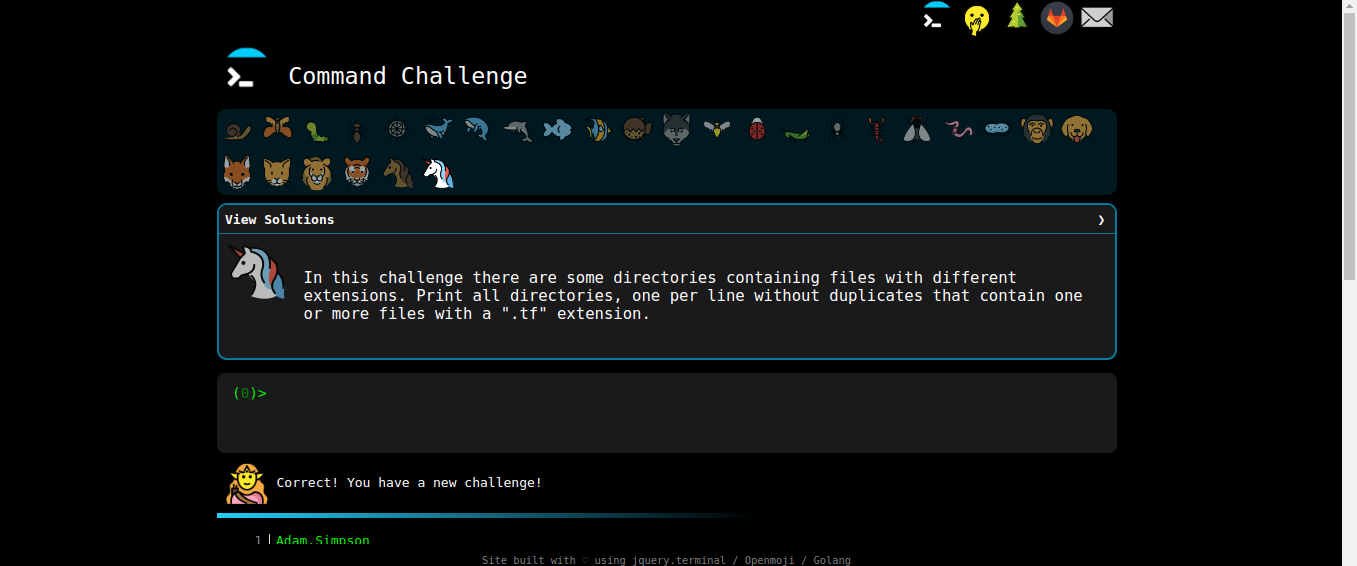 Command Challenge
View Solutions ❯
In this challenge there are some directories containing files with different
extensions. Print all directories, one per line without duplicates that contain one
or more files with a ".tf" extension.
(0)>
Correct! You have a new challenge!
1 Adam.Simpson
Site built with ♡ using jquery.terminal / Openmoji / Golang